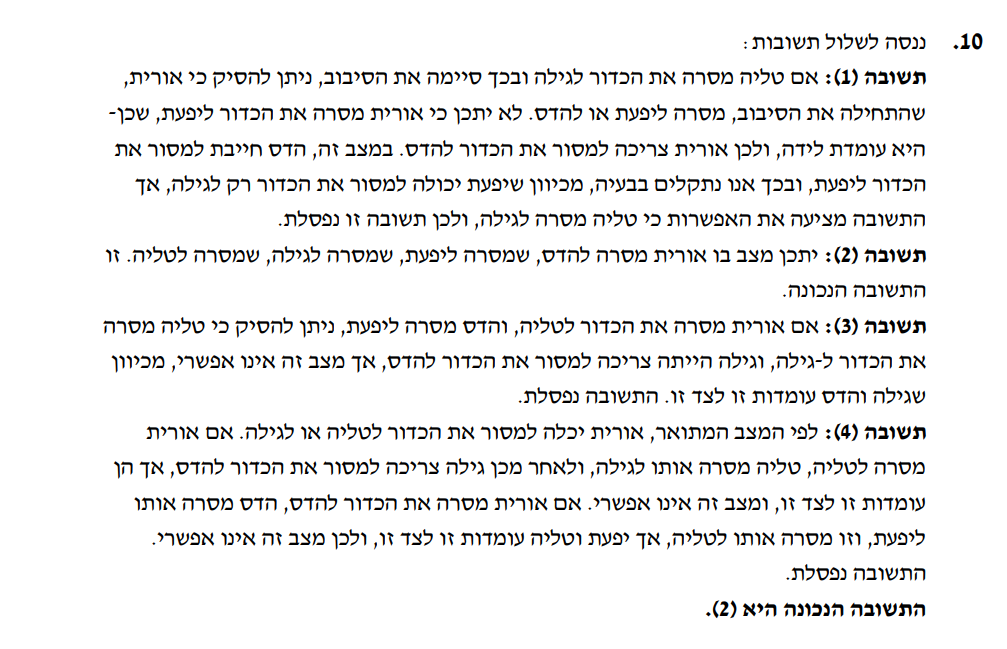 10. ננסה לשלול תשובות:
תשובה (1): אם טליה מסרה את הכדור לגילה ובכך סיימה את הסיבוב, ניתן להסיק כי אורית,
שהתחילה את הסיבוב, מסרה ליפעת או להדס. לא יתכן כי אורית מסרה את הכדור ליפעת, שכן-
היא עומדת לידה, ולכן אורית צריכה למסור את הכדור להדס. במצב זה, הדס חייבת למסור את
הכדור ליפעת, ובכך אנו נתקלים בבעיה, מכיוון שיפעת יכולה למסור את הכדור רק לגילה, אך
התשובה מציעה את האפשרות כי טליה מסרה לגילה, ולכן תשובה זו נפסלת.
תשובה (2): יתכן מצב בו אורית מסרה להדס, שמסרה ליפעת, שמסרה לגילה, שמסרה לטליה. זו
התשובה הנכונה.
תשובה (3): אם אורית מסרה את הכדור לטליה, והדס מסרה ליפעת, ניתן להסיק כי טליה מסרה
את הכדור ל-גילה, וגילה הייתה צריכה למסור את הכדור להדס, אך מצב זה אינו אפשרי, מכיוון
שגילה והדס עומדות זו לצד זו. התשובה נפסלת.
תשובה (4): לפי המצב המתואר, אורית יכלה למסור את הכדור לטליה או לגילה. אם אורית
מסרה לטליה, טליה מסרה אותו לגילה, ולאחר מכן גילה צריכה למסור את הכדור להדס, אך הן
עומדות זו לצד זו, ומצב זה אינו אפשרי. אם אורית מסרה את הכדור להדס, הדס מסרה אותו
ליפעת, וזו מסרה אותו לטליה, אך יפעת וטליה עומדות זו לצד זו, ולכן מצב זה אינו אפשרי.
התשובה נפסלת.
התשובה הנכונה היא (2).